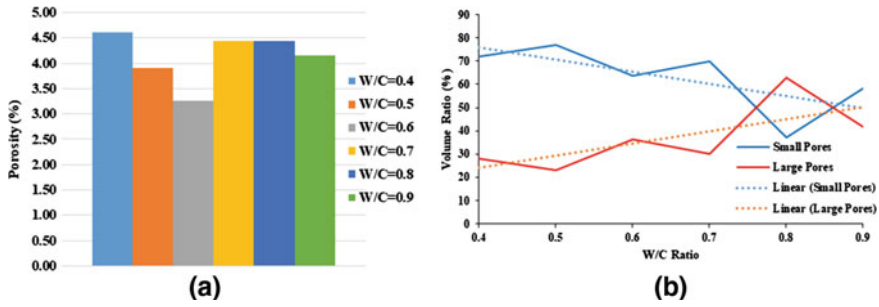 5.00
4.50
4.00
3.50
3.00
2.50
2.00
1.50
1.00
0.50
0.00
Porosity (%)
W/C=0.4
W/C=0.5
W/C=0.6
W/C=0.7
W/C=0.8
W/C=0.9
(a)
90
80
70
60
50
40
30
20
10
0
Volume Ratio (%)
Small Pores
Large Pores
Linear (Small Pores)
Linear (Large Pores)
0.4 0.5 0.6 0.7 0.8 0.9
W/C Ratio
(b)